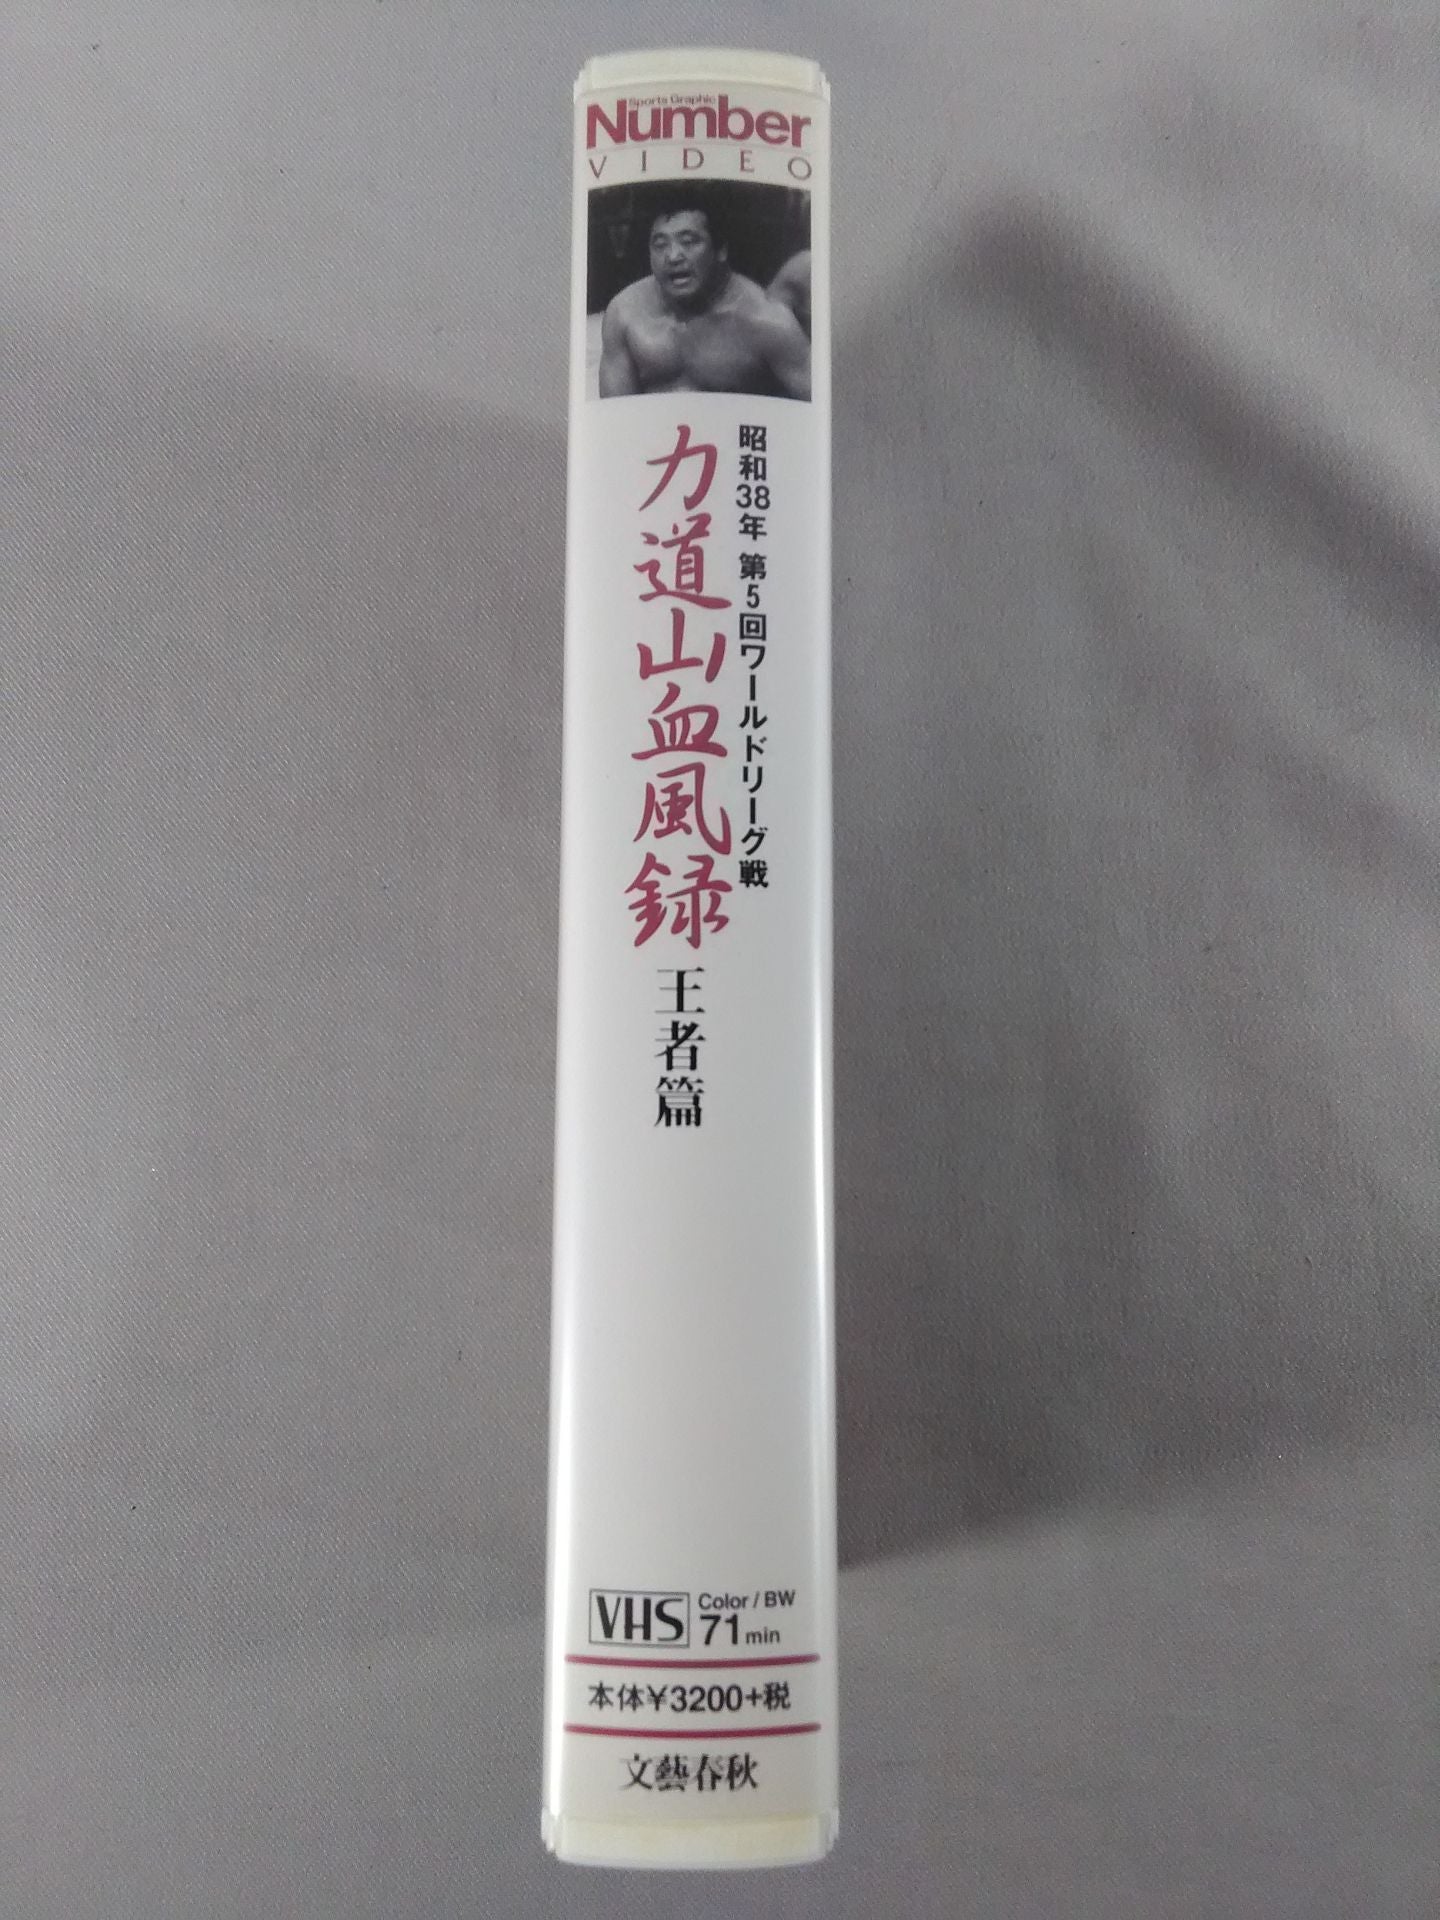 Sports Graphic
Number
VIDEO
昭和38年 第5回ワールドリーグ戦
力道山血風録 王者篇
VHS Color / BW
71 min
本体¥3200+税
文藝春秋